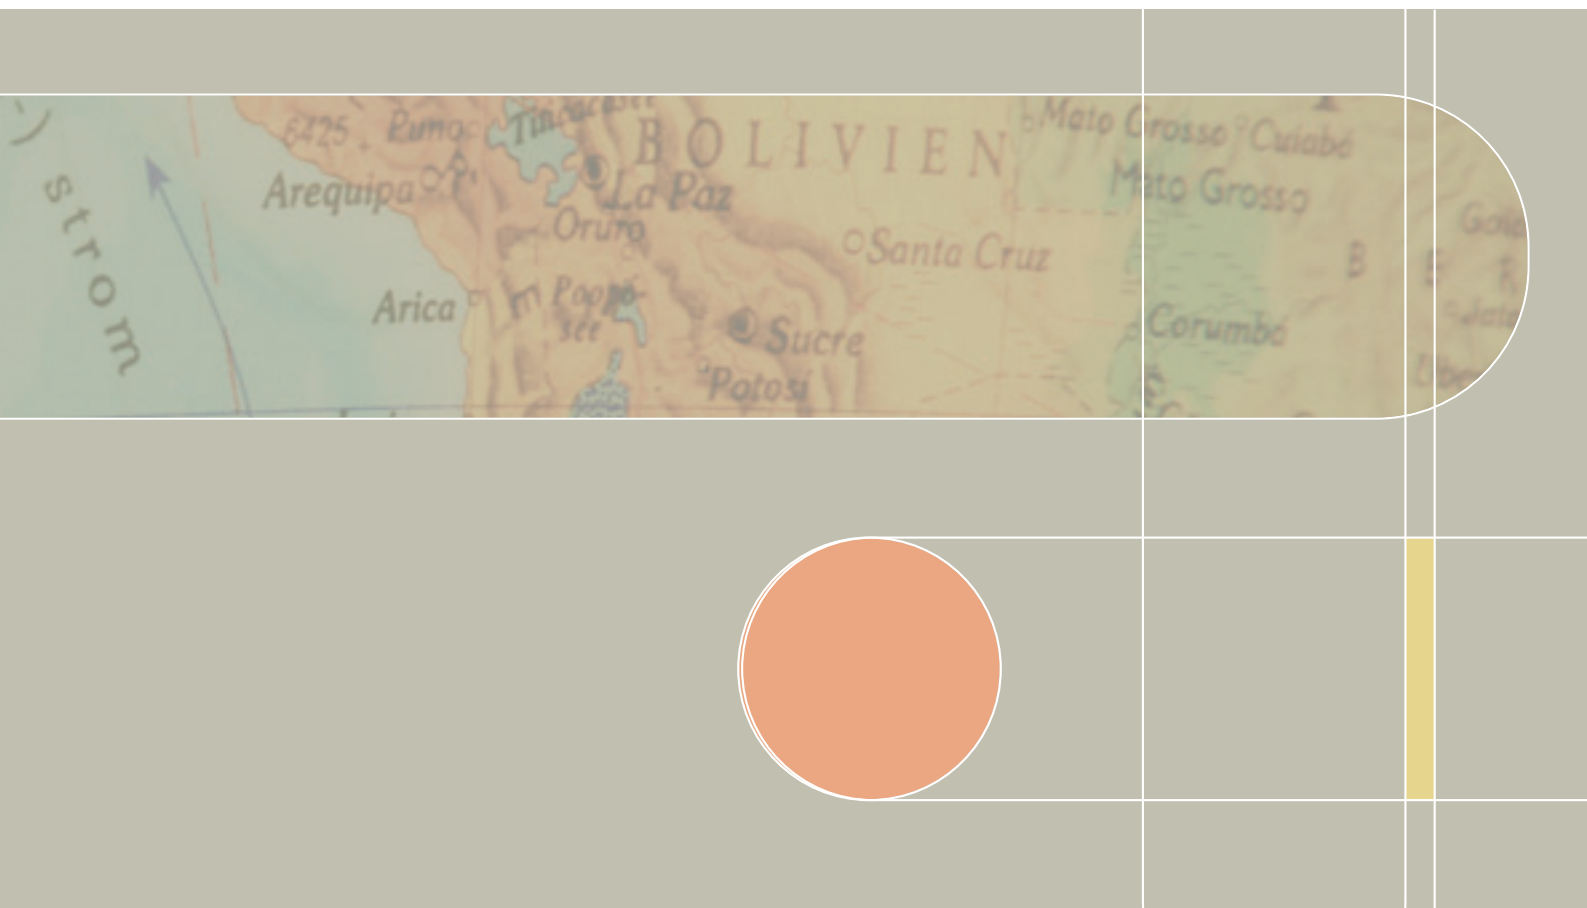 strom
6425
Puno
Titicacasee
BOLIVIEN
Mato Grosso
Cuiabá
Arequipa
La Paz
Mato Grosso
Oruro
Santa Cruz
B
Arica
Poopó-
see
Sucre
Corumbá
Potosí